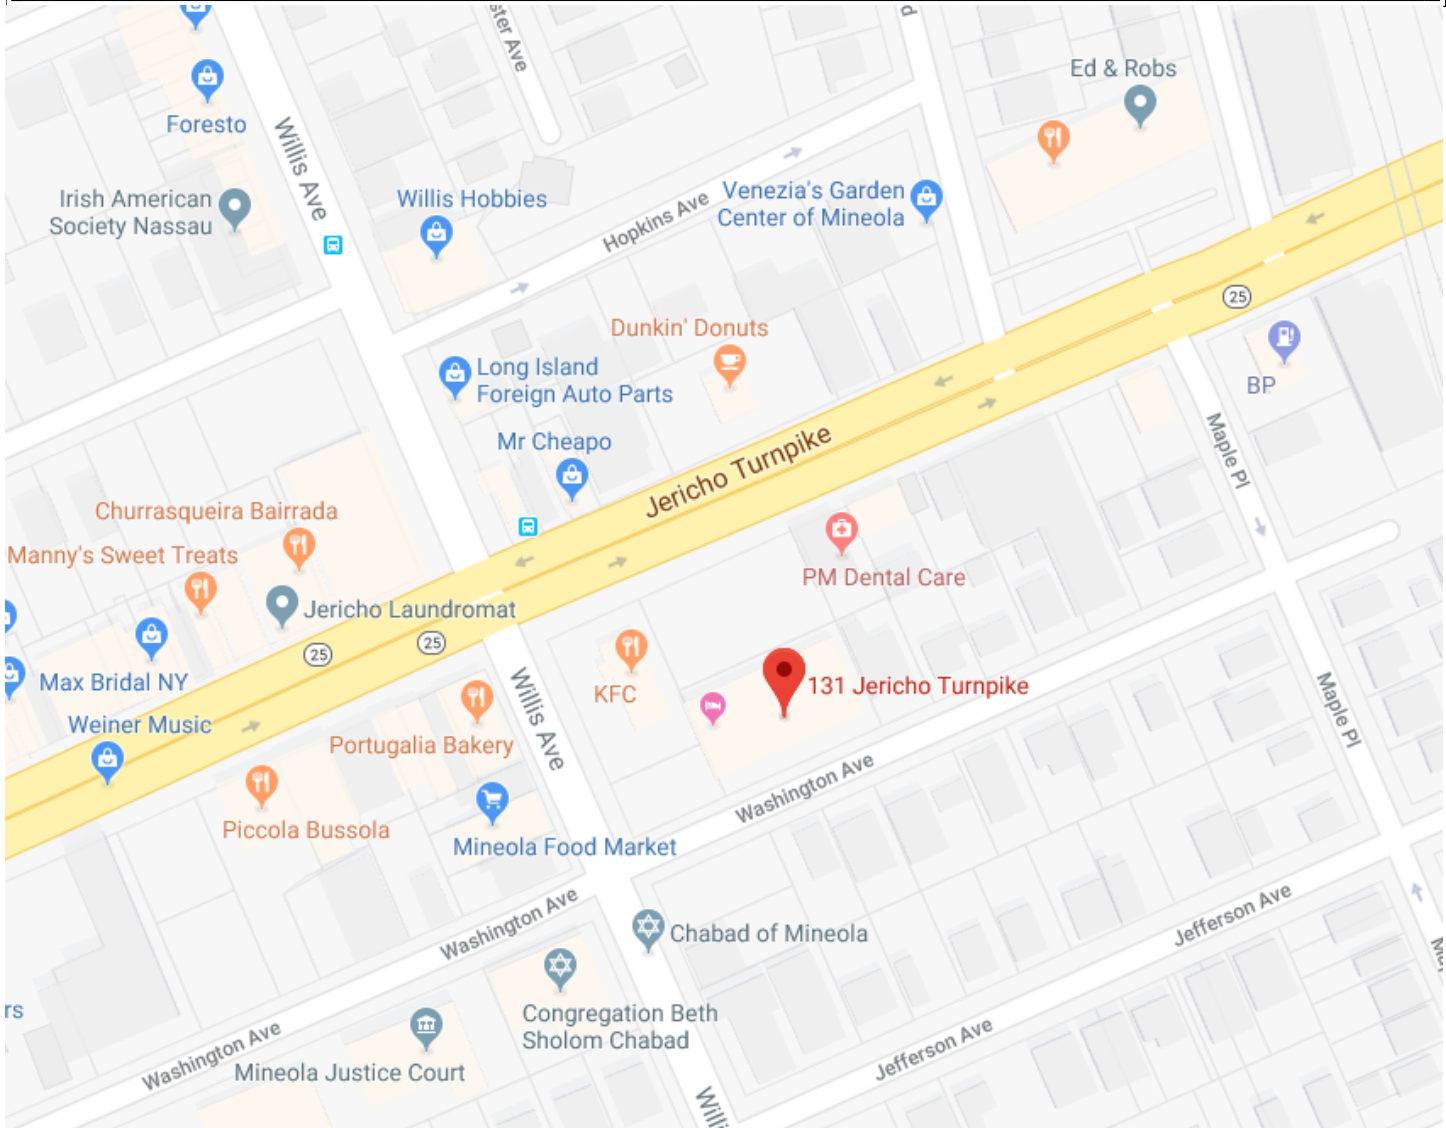 ster Ave
d
Ed & Robs
Foresto
Willis Ave
Irish American
Society Nassau
Willis Hobbies
Venezia's Garden
Center of Mineola
Hopkins Ave
25
Dunkin' Donuts
Long Island
Foreign Auto Parts
BP
Mr Cheapo
Jericho Turnpike
Maple Pl
Churrasqueira Bairrada
Manny's Sweet Treats
PM Dental Care
Jericho Laundromat
25
25
Max Bridal NY
KFC
131 Jericho Turnpike
Willis Ave
Maple Pl
Weiner Music
Portugalia Bakery
Washington Ave
Piccola Bussola
Mineola Food Market
Washington Ave
Chabad of Mineola
Jefferson Ave
rs
Congregation Beth
Sholom Chabad
Washington Ave
Mineola Justice Court
Jefferson Ave
Willi